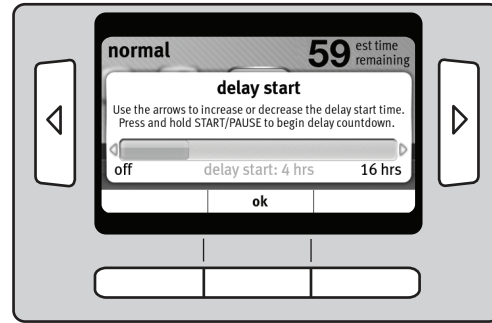 normal 59 est time
remaining
delay start
Use the arrows to increase or decrease the delay start time.
Press and hold START/PAUSE to begin delay countdown.
off delay start: 4 hrs 16 hrs
ok